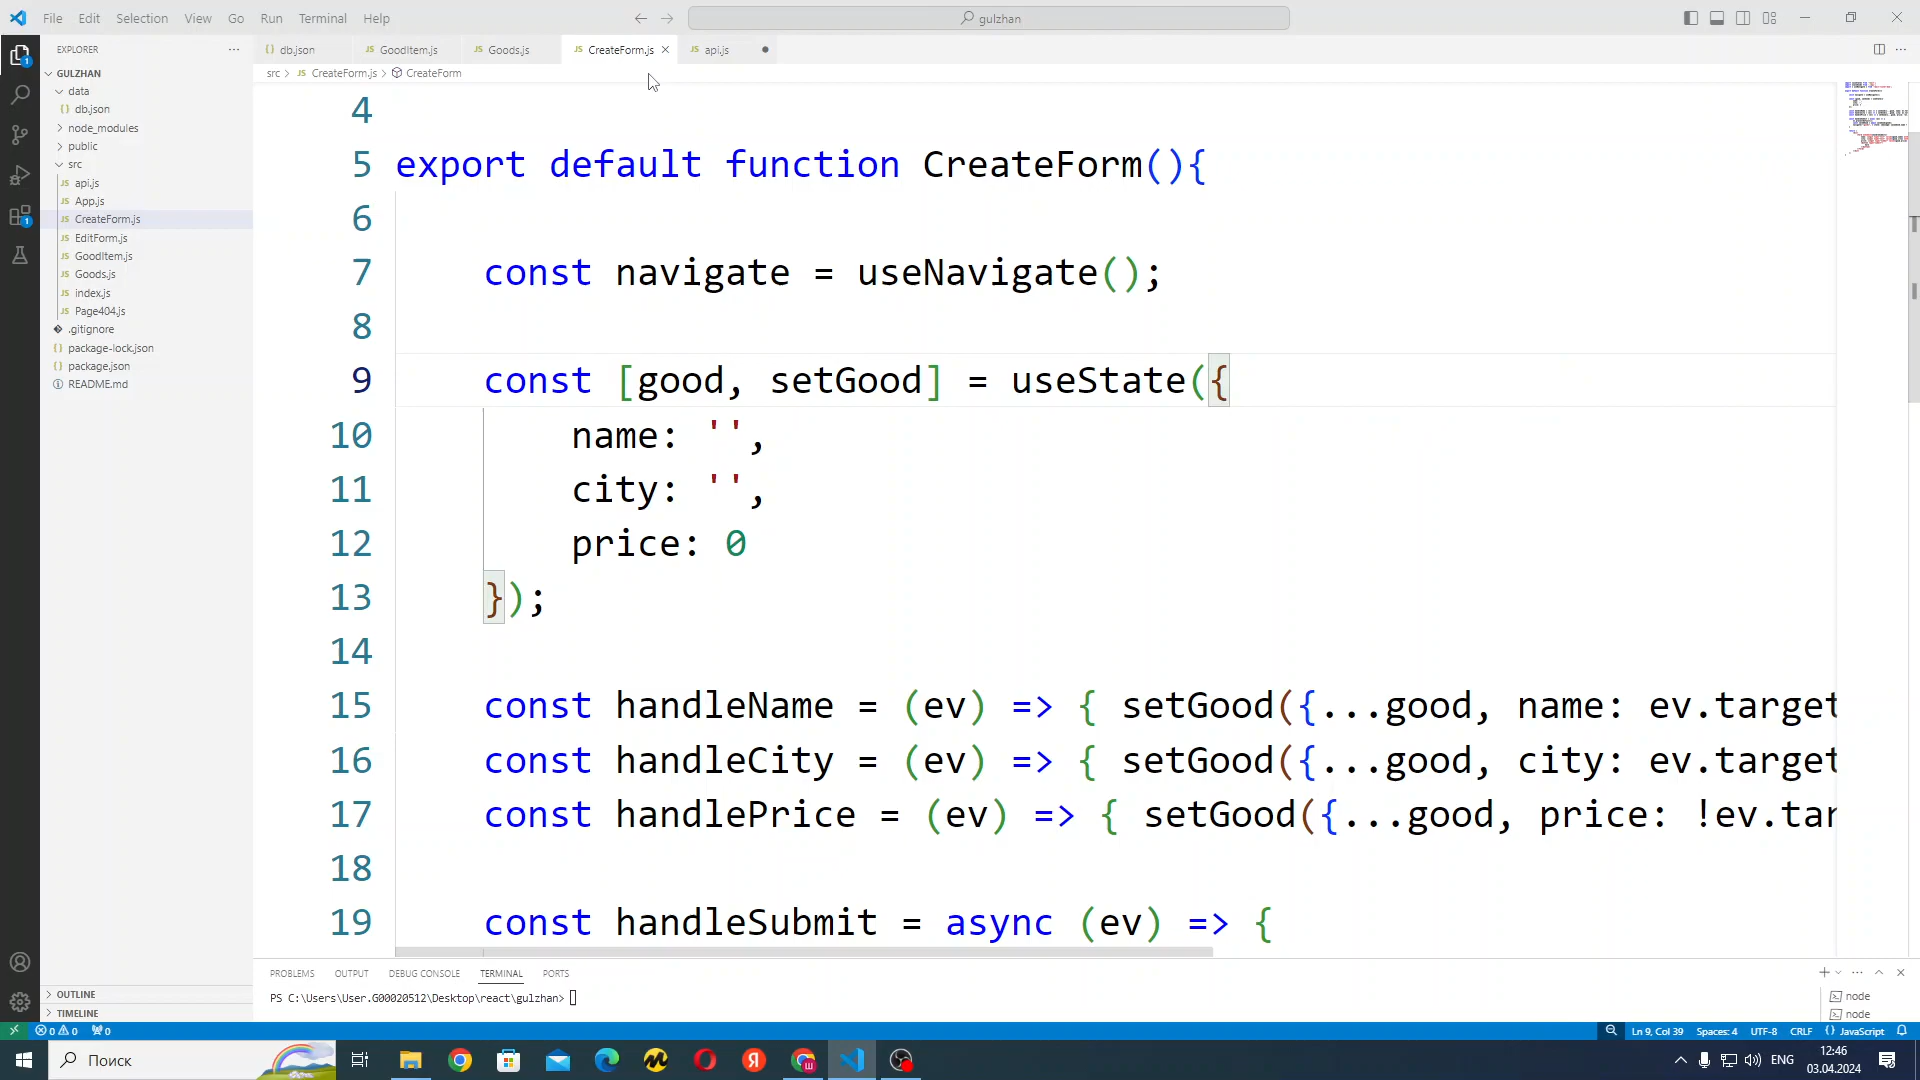 File Edit Selection View Go Run Terminal Help
gulzhan
EXPLORER
GULZHAN
data
db.json
node_modules
public
src
api.js
App.js
CreateForm.js
EditForm.js
GoodItem.js
Goods.js
index.js
Page404.js
.gitignore
package-lock.json
package.json
README.md
OUTLINE
TIMELINE
db.json GoodItem.js Goods.js CreateForm.js api.js
src > JS CreateForm.js > CreateForm
4
5 export default function CreateForm(){
6
7 const navigate = useNavigate();
8
9 const [good, setGood] = useState({
10 name: '',
11 city: '',
12 price: 0
13 });
14
15 const handleName = (ev) => { setGood({...good, name: ev.target
16 const handleCity = (ev) => { setGood({...good, city: ev.target
17 const handlePrice = (ev) => { setGood({...good, price: !ev.tar
18
19 const handleSubmit = async (ev) => {
PROBLEMS OUTPUT DEBUG CONSOLE TERMINAL PORTS
PS C:\Users\User.G00020512\Desktop\react\gulzhan>
node
node
0 0 0
Ln 9, Col 39 Spaces: 4 UTF-8 CRLF {} JavaScript
Поиск
ENG
12:46
03.04.2024